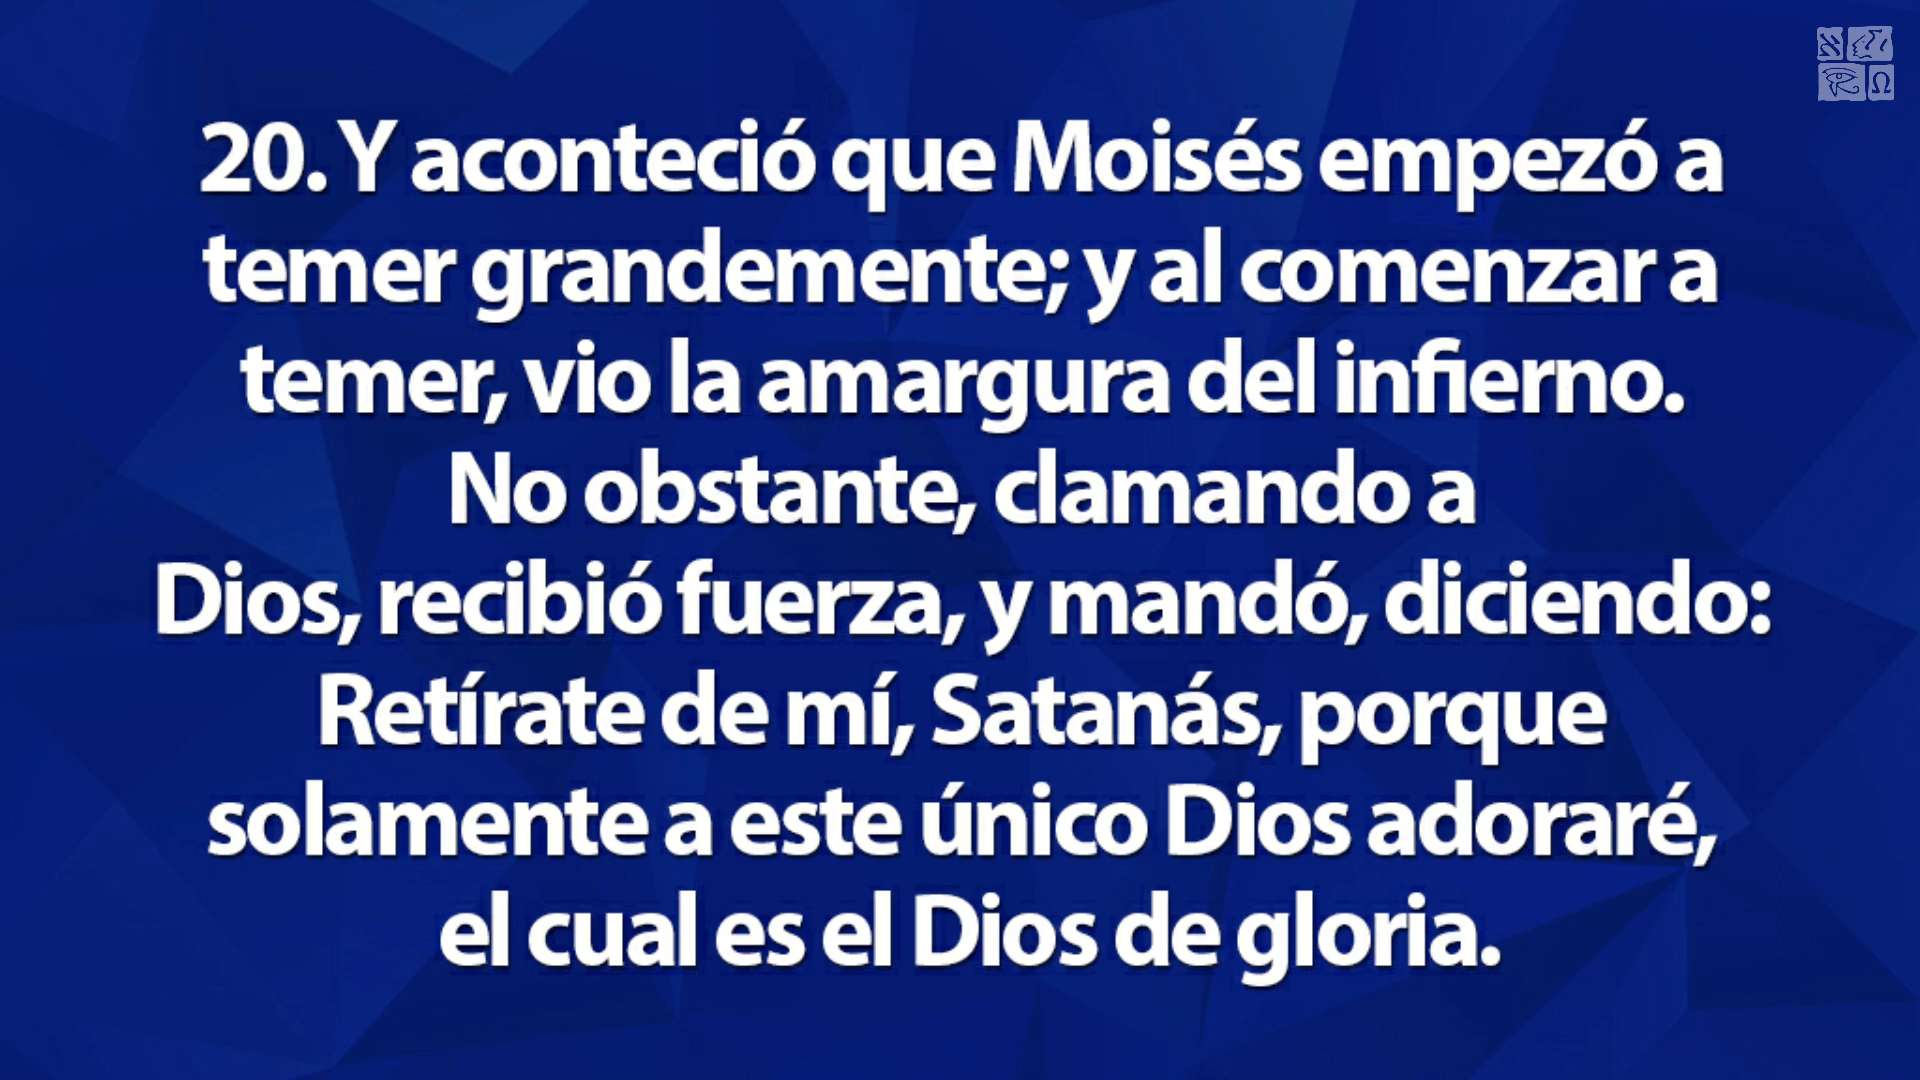 20. Y aconteció que Moisés empezó a
temer grandemente; y al comenzar a
temer, vio la amargura del infierno.
No obstante, clamando a
Dios, recibió fuerza, y mandó, diciendo:
Retírate de mí, Satanás, porque
solamente a este único Dios adoraré,
el cual es el Dios de gloria.